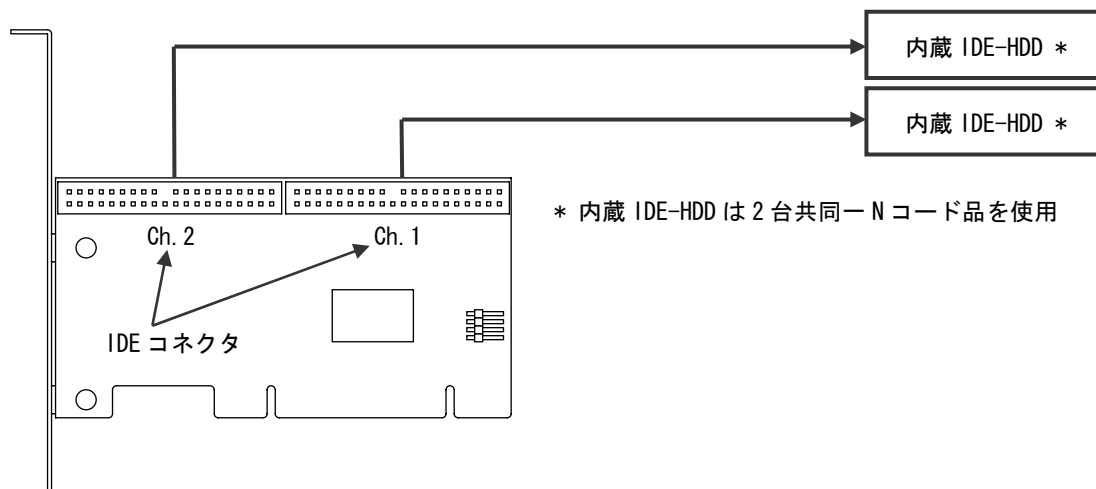 内蔵 IDE-HDD *
内蔵 IDE-HDD *
* 内蔵 IDE-HDD は 2 台共同一 N コード品を使用
Ch. 2
Ch. 1
IDE コネクタ